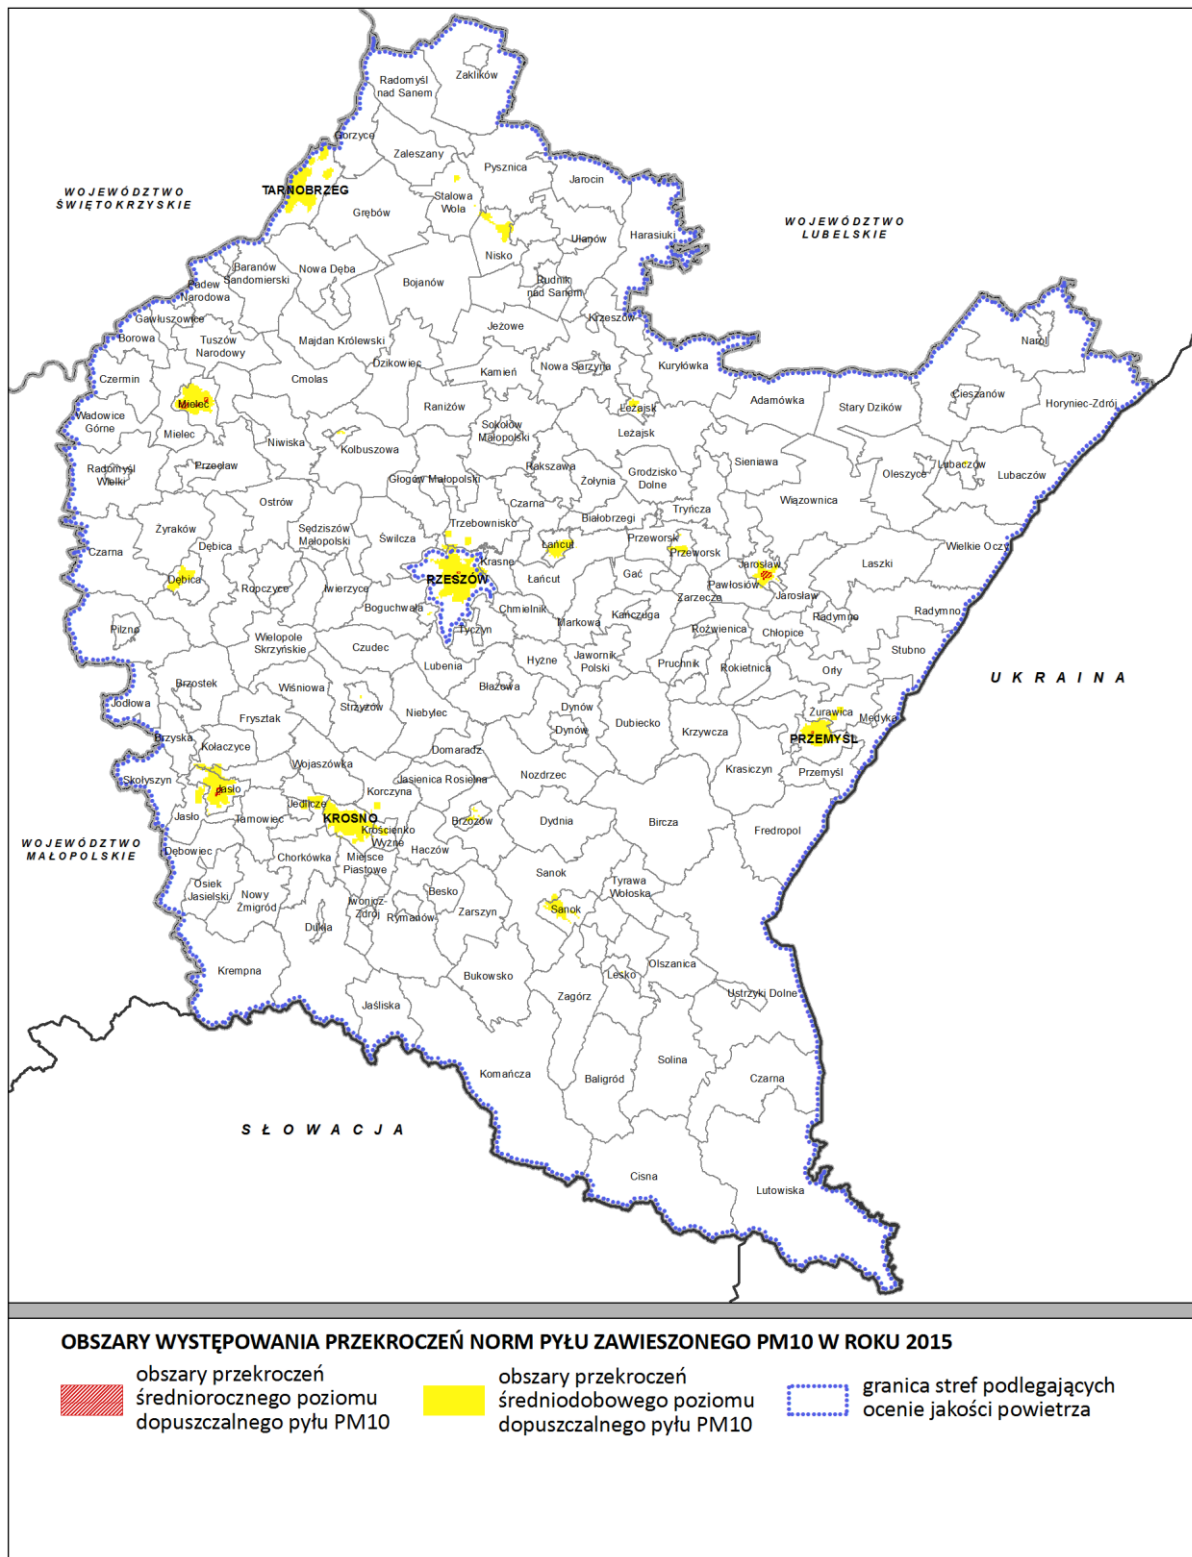 Zaklików
Radomyśl
nad Sanem
Gorzyce
Zaleszany
Pysznica
Jarocin
WOJEWÓDZTWO
ŚWIĘTOKRZYSKIE
TARNOBRZEG
Stalowa
Wola
Grębów
WOJEWÓDZTWO
LUBELSKIE
Ulanów
Harasiuki
Nisko
Baranów
Sandomierski
Nowa Dęba
Bojanów
Rudnik
nad Sanem
Padew
Narodowa
Gawłuszowice
Krzeszów
Jeżowe
Borowa
Tuszów
Narodowy
Majdan Królewski
Narol
Dzikowiec
Kamień
Nowa Sarzyna
Kuryłówka
Czermin
Cmolas
Cieszanów
Adamówka
Horyniec-Zdrój
Mielec
Raniżów
Leżajsk
Stary Dzików
Wadowice
Górne
Sokołów
Małopolski
Leżajsk
Mielec
Niwiska
Kolbuszowa
Radomyśl
Wielki
Przecław
Rakszawa
Grodzisko
Dolne
Sieniawa
Oleszyce
Lubaczów
Lubaczów
Głogów Małopolski
Żołynia
Ostrów
Czarna
Tryńcza
Wiązownica
Żyraków
Sędziszów
Małopolski
Świlcza
Trzebownisko
Białobrzegi
Czarna
Dębica
Łańcut
Przeworsk
Przeworsk
Wielkie Oczy
Krasne
Jarosław
Laszki
Dębica
RZESZÓW
Łańcut
Gać
Pawłosiów
Ropczyce
Iwierzyce
Zarzecze
Jarosław
Boguchwała
Chmielnik
Markowa
Kańczuga
Radymno
Radymno
Pilzno
Tyczyn
Roźwienica
Chłopice
Wielopole
Skrzyńskie
Czudec
Stubno
Lubenia
Hyżne
Jawornik
Polski
Pruchnik
Rokietnica
Orły
UKRAINA
Brzostek
Wiśniowa
Błażowa
Jodłowa
Strzyżów
Niebylec
Dynów
Żurawica
Medyka
Frysztak
Dynów
Dubiecko
Krzywcza
Brzyska
Kołaczyce
PRZEMYŚL
Domaradz
Wojaszówka
Krasiczyn
Przemyśl
Skołyszyn
Jasienica Rosielna
Nozdrzec
Jasło
Korczyna
Jedlicze
Jasło
Tarnowiec
KROSNO
Brzozów
Dydnia
Bircza
Fredropol
Krościenko
Wyżne
WOJEWÓDZTWO
MAŁOPOLSKIE
Dębowiec
Chorkówka
Miejsce
Piastowe
Haczów
Sanok
Osiek
Jasielski
Nowy
Żmigród
Besko
Tyrawa
Wołoska
Iwonicz-
Zdrój
Rymanów
Zarszyn
Sanok
Dukla
Olszanica
Krempna
Bukowsko
Lesko
Jaśliska
Zagórz
Ustrzyki Dolne
Solina
Komańcza
Baligród
Czarna
SŁOWACJA
Cisna
Lutowiska
OBSZARY WYSTĘPOWANIA PRZEKROCZEŃ NORM PYŁU ZAWIESZONEGO PM10 W ROKU 2015
obszary przekroczeń
średniorocznego poziomu
dopuszczalnego pyłu PM10
obszary przekroczeń
średniodobowego poziomu
dopuszczalnego pyłu PM10
granica stref podlegających
ocenie jakości powietrza